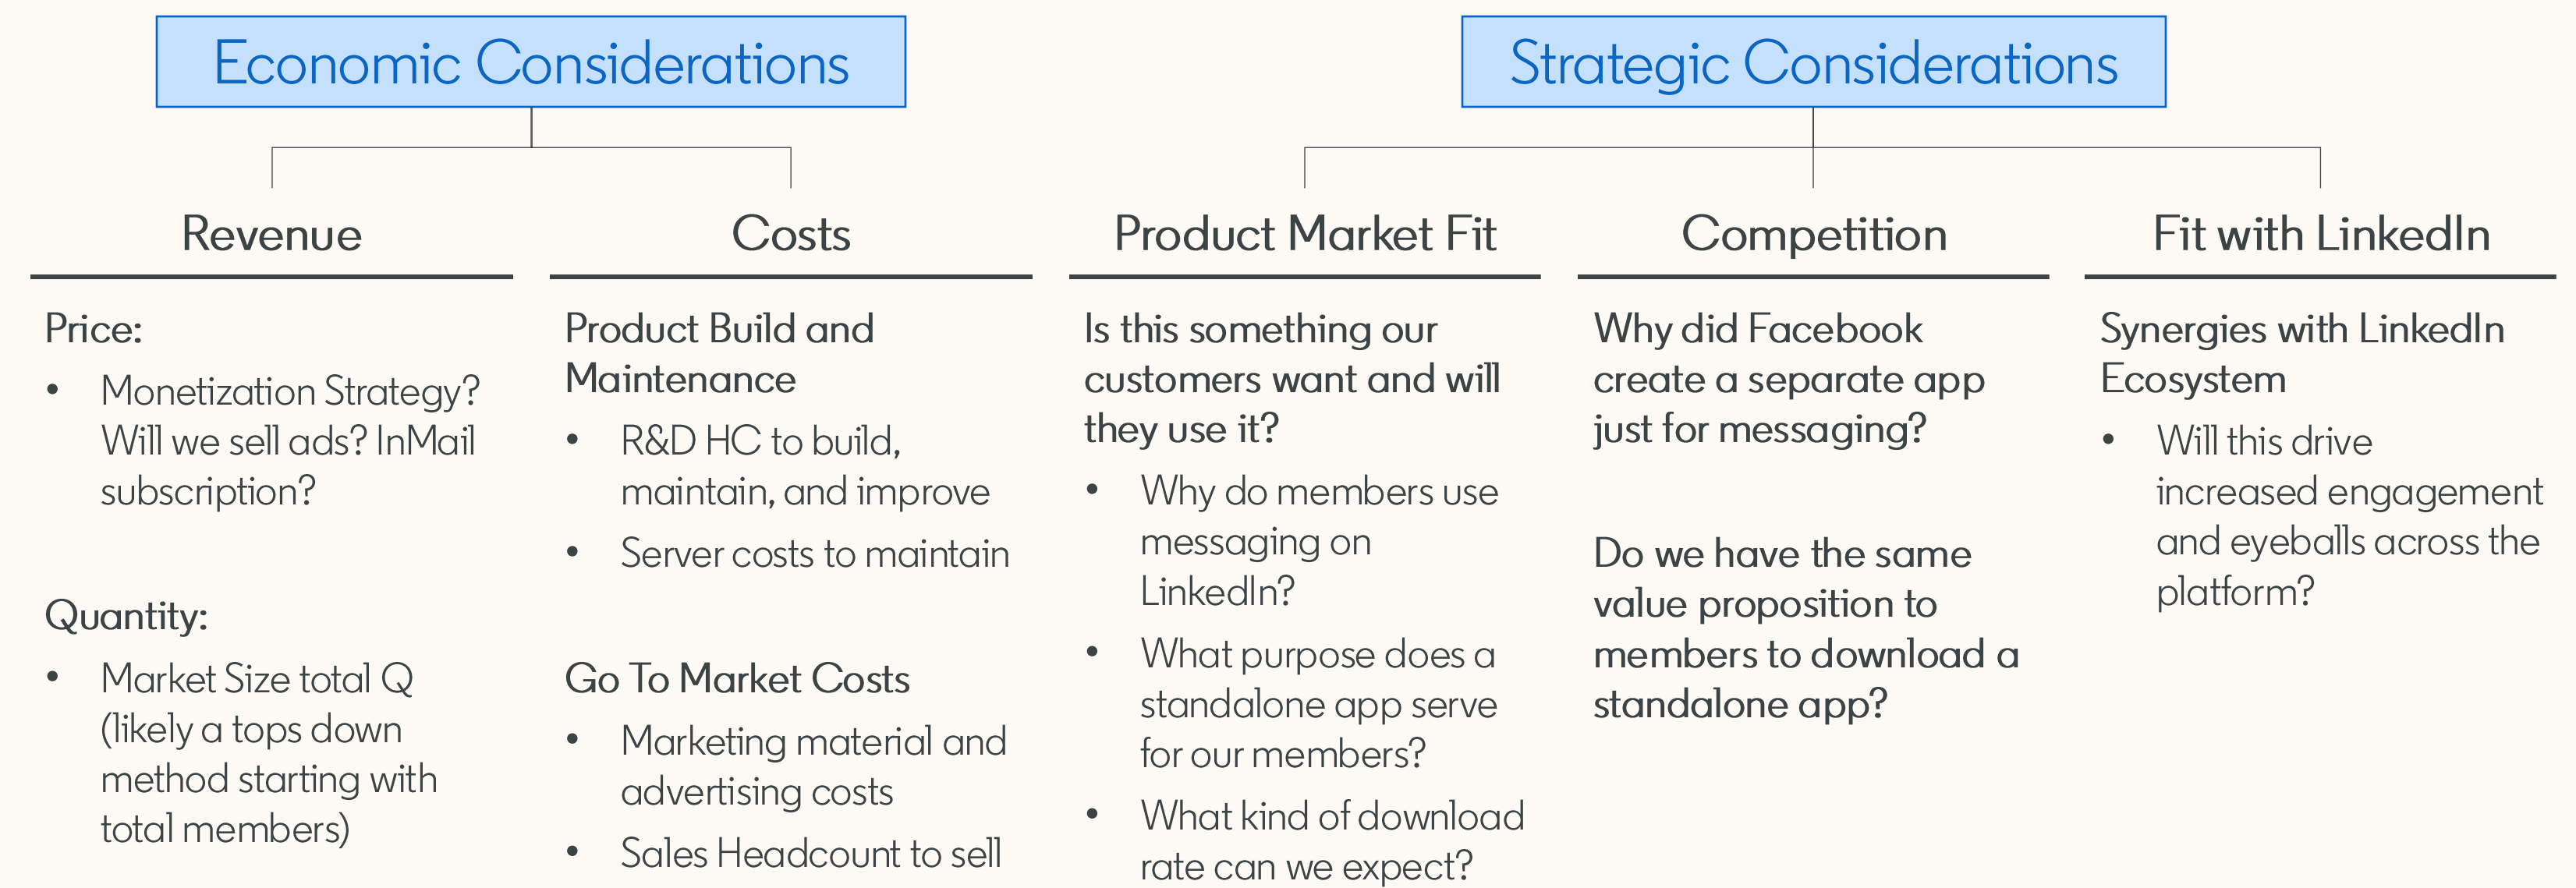 Economic Considerations
Strategic Considerations
Revenue
Price:
• Monetization Strategy?
Will we sell ads? InMail
subscription?
Quantity:
• Market Size total Q
(likely a tops down
method starting with
total members)
Costs
Product Build and
Maintenance
• R&D HC to build,
maintain, and improve
• Server costs to maintain
Go To Market Costs
• Marketing material and
advertising costs
• Sales Headcount to sell
Product Market Fit
Is this something our
customers want and will
they use it?
• Why do members use
messaging on
LinkedIn?
• What purpose does a
standalone app serve
for our members?
• What kind of download
rate can we expect?
Competition
Why did Facebook
create a separate app
just for messaging?
Do we have the same
value proposition to
members to download a
standalone app?
Fit with LinkedIn
Synergies with LinkedIn
Ecosystem
• Will this drive
increased engagement
and eyeballs across the
platform?